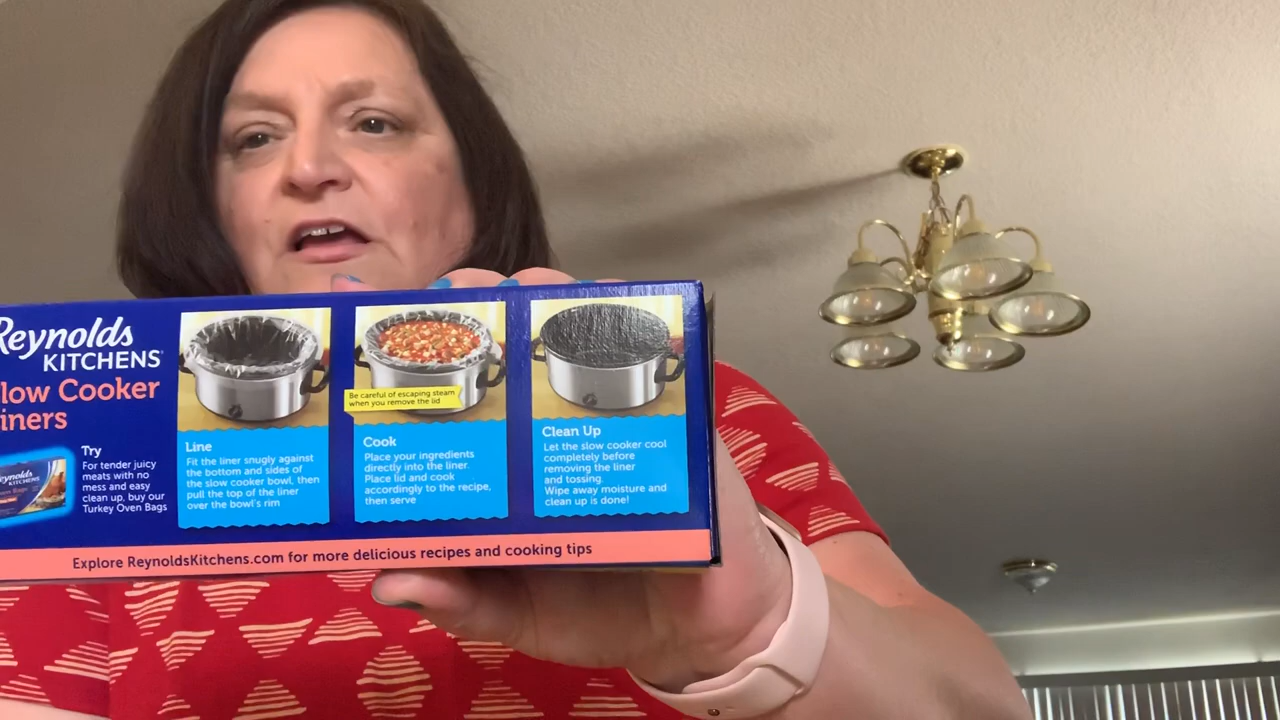 Reynolds
KITCHENS
low Cooker
iners
Try
For tender juicy
meats with no
mess and easy
clean up, buy our
Turkey Oven Bags
Reynolds
KITCHENS
Be careful of escaping steam
when you remove the lid
Line
Fit the liner snugly against
the bottom and sides of
the slow cooker bowl, then
pull the top of the liner
over the bowl's rim
Cook
Place your ingredients
directly into the liner.
Place lid and cook
accordingly to the recipe,
then serve
Clean Up
Let the slow cooker cool
completely before
removing the liner
and tossing.
Wipe away moisture and
clean up is done!
Explore ReynoldsKitchens.com for more delicious recipes and cooking tips